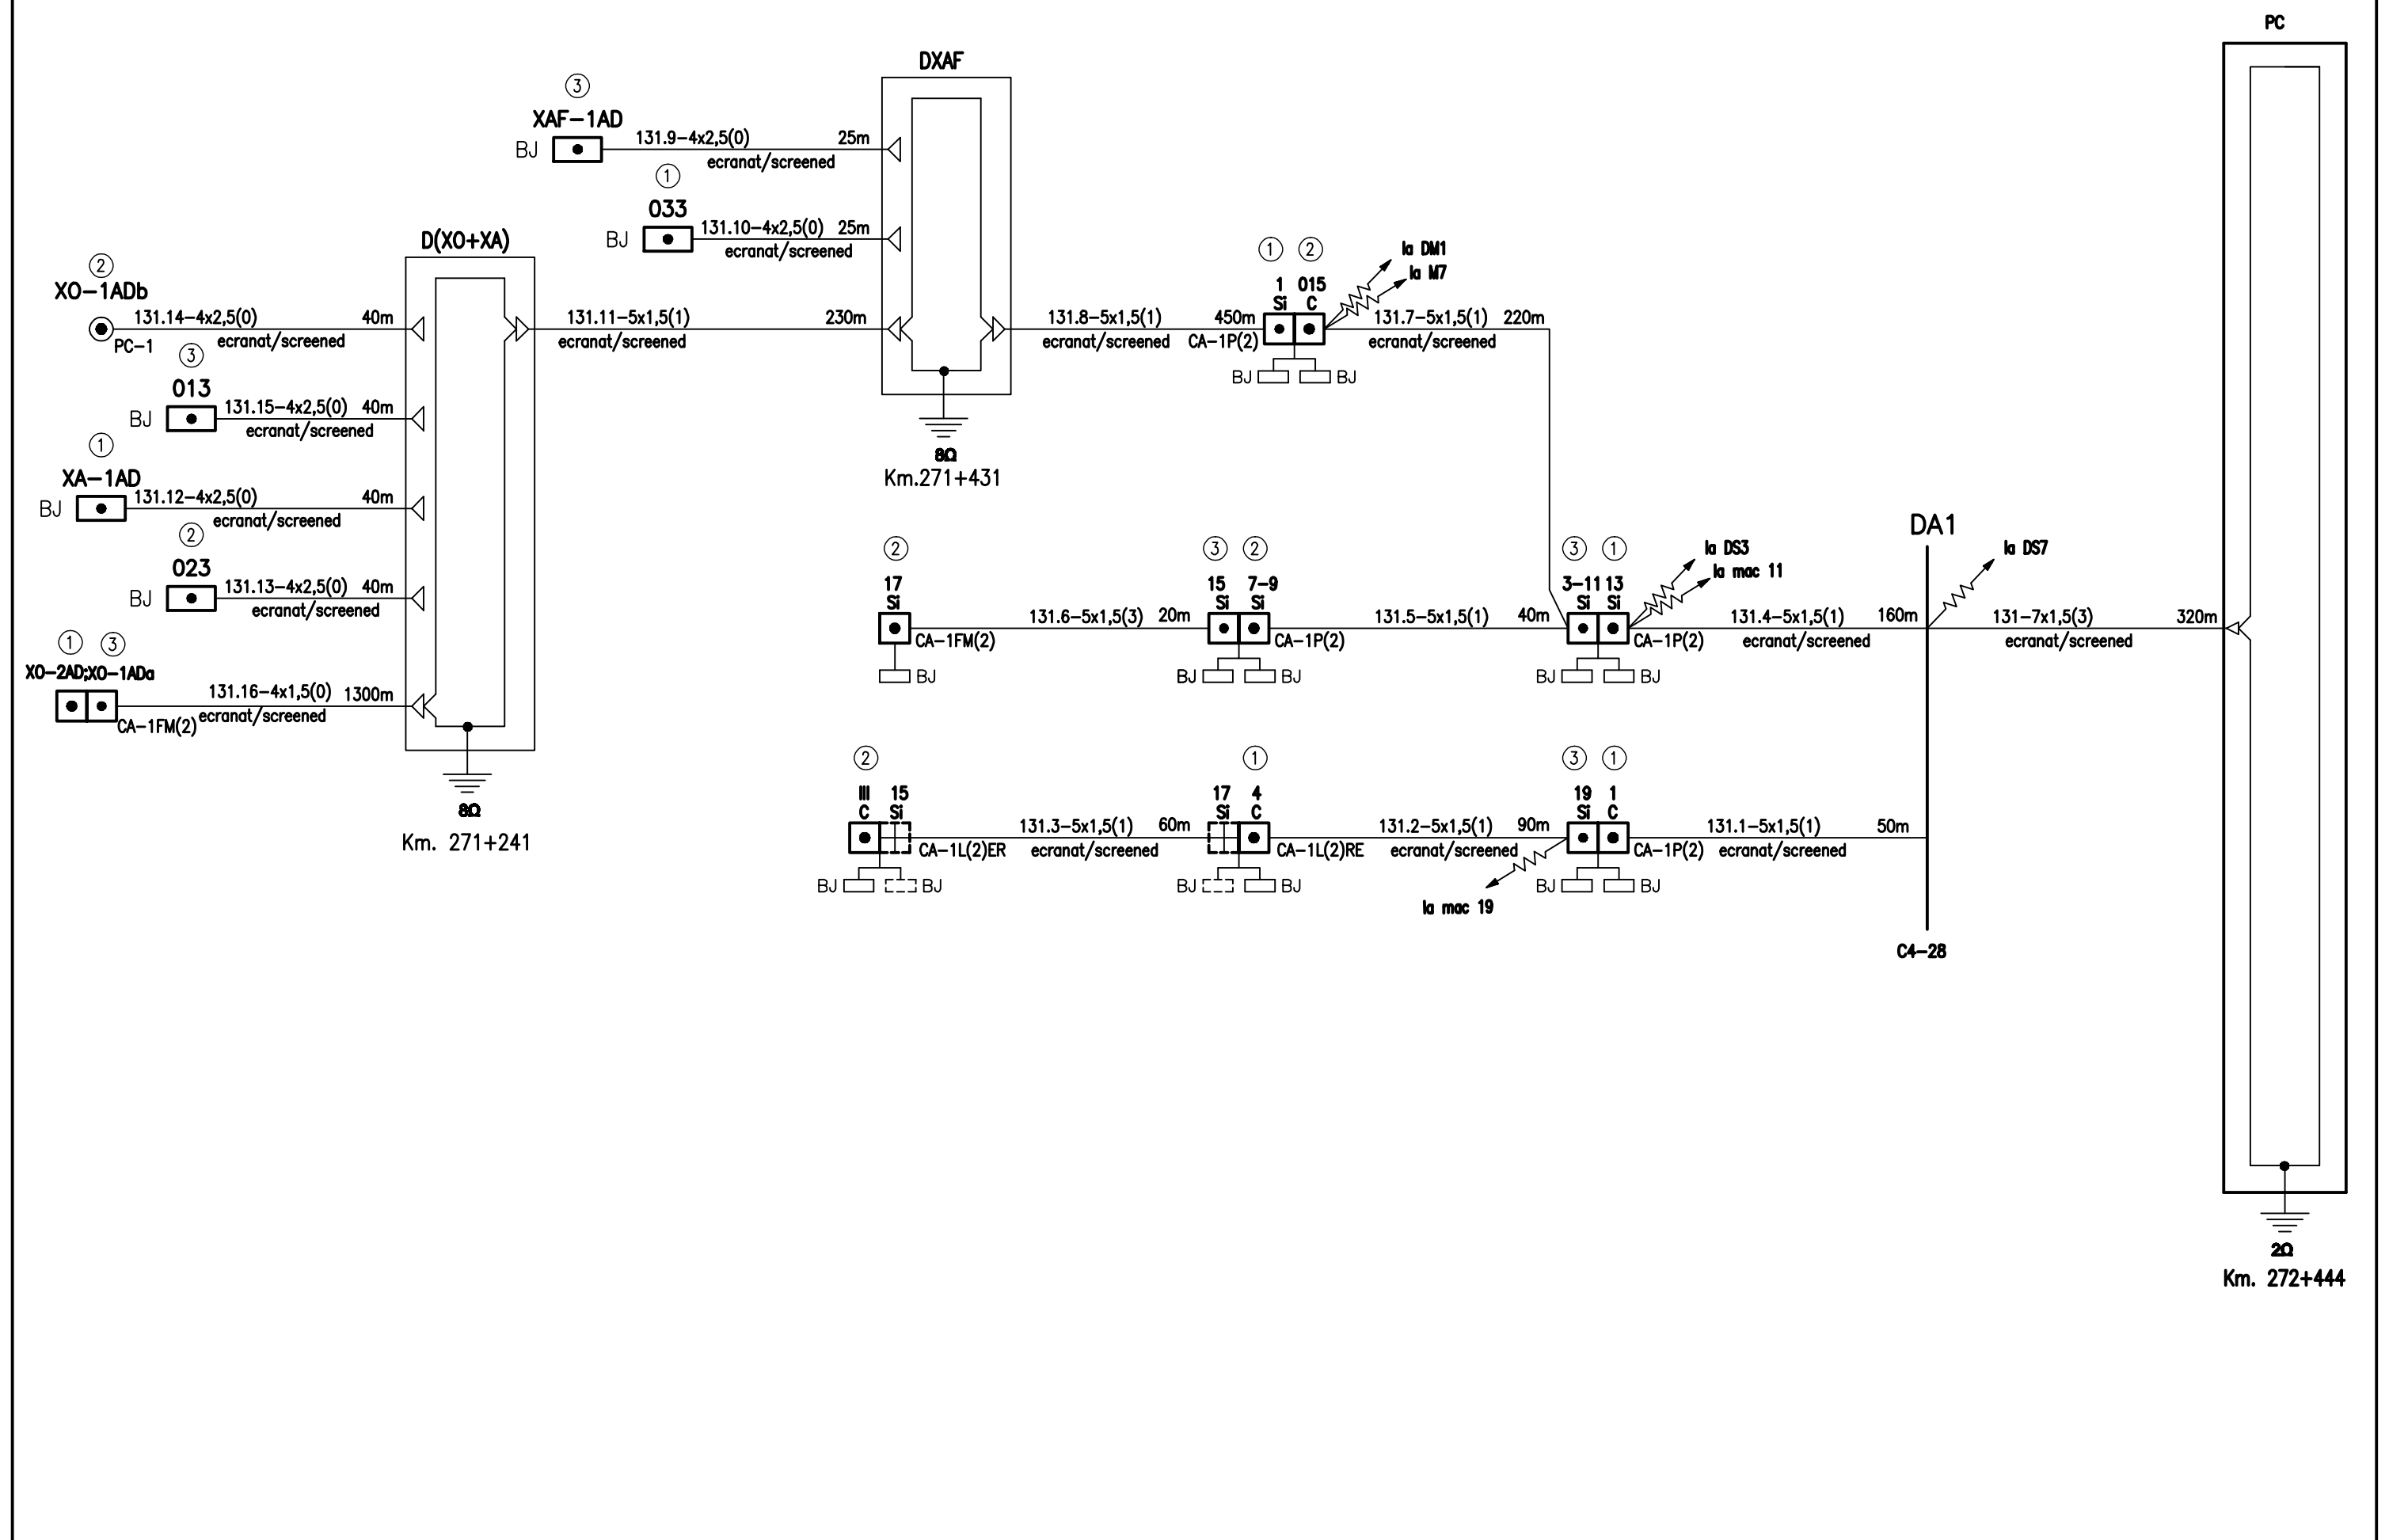 PC
DXAF
3
XAF-1AD
BJ
131.9-4x2,5(0) 25m
ecranat/screened
1
033
BJ
131.10-4x2,5(0) 25m
ecranat/screened
D(XO+XA)
2
XO-1ADb
131.14-4x2,5(0) 40m
PC-1
ecranat/screened
131.11-5x1,5(1) 230m
ecranat/screened
131.8-5x1,5(1) 450m
ecranat/screened
CA-1P(2)
1 2
1 015
Si C
BJ BJ
la DM1
la M7
131.7-5x1,5(1) 220m
ecranat/screened
3
013
BJ
131.15-4x2,5(0) 40m
ecranat/screened
8Ω
Km.271+431
1
XA-1AD
BJ
131.12-4x2,5(0) 40m
ecranat/screened
2
023
BJ
131.13-4x2,5(0) 40m
ecranat/screened
1 3
XO-2AD;XO-1ADa
131.16-4x1,5(0) 1300m
ecranat/screened
CA-1FM(2)
8Ω
Km. 271+241
2
17
Si
CA-1FM(2)
BJ
131.6-5x1,5(3) 20m
3 2
15 7-9
Si Si
CA-1P(2)
BJ BJ
131.5-5x1,5(1) 40m
3 1
3-11 13
Si Si
CA-1P(2)
BJ BJ
la DS3
la mac 11
131.4-5x1,5(1) 160m
ecranat/screened
DA1
la DS7
131-7x1,5(3) 320m
ecranat/screened
2
III 15
C Si
CA-1L(2)ER
BJ BJ
131.3-5x1,5(1) 60m
ecranat/screened
1
17 4
Si C
CA-1L(2)RE
BJ BJ
131.2-5x1,5(1) 90m
ecranat/screened
la mac 19
3 1
19 1
Si C
CA-1P(2)
BJ BJ
131.1-5x1,5(1) 50m
ecranat/screened
C4-28
2Ω
Km. 272+444